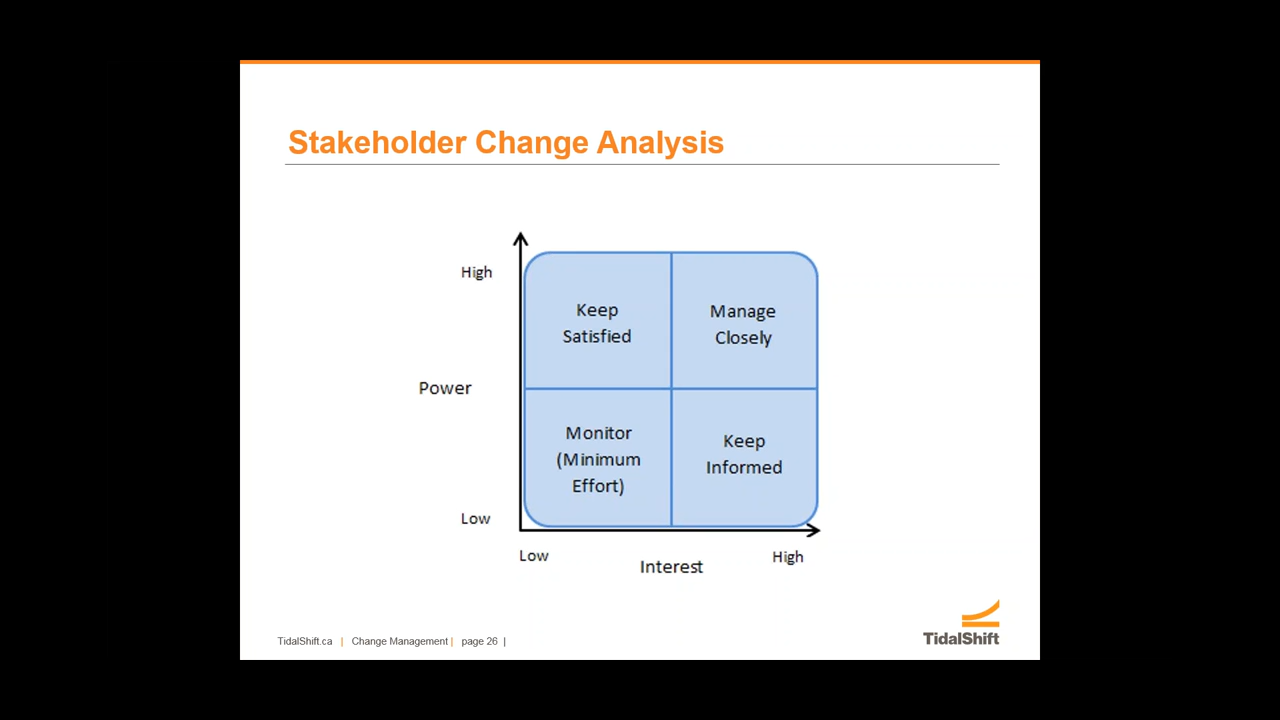 Stakeholder Change Analysis
High
Keep
Satisfied
Manage
Closely
Power
Monitor
(Minimum
Effort)
Keep
Informed
Low
Low
Interest
High
TidalShift.ca | Change Management | page 26 |
TidalShift